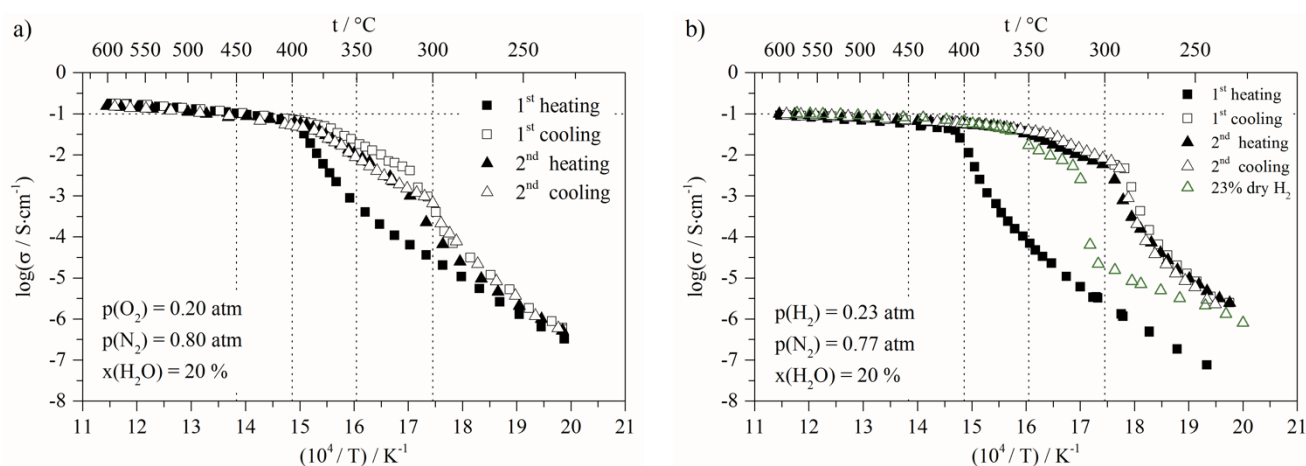 a)
t / °C
600 550 500 450 400 350 300 250
0
-1
-2
-3
-4
-5
-6
-7
-8
log(σ / S·cm⁻¹)
1st heating
1st cooling
2nd heating
2nd cooling
p(O₂) = 0.20 atm
p(N₂) = 0.80 atm
x(H₂O) = 20 %
11 12 13 14 15 16 17 18 19 20 21
(10⁴ / T) / K⁻¹
b)
t / °C
600 550 500 450 400 350 300 250
0
-1
-2
-3
-4
-5
-6
-7
-8
log(σ / S·cm⁻¹)
1st heating
1st cooling
2nd heating
2nd cooling
23% dry H₂
p(H₂) = 0.23 atm
p(N₂) = 0.77 atm
x(H₂O) = 20 %
11 12 13 14 15 16 17 18 19 20 21
(10⁴ / T) / K⁻¹